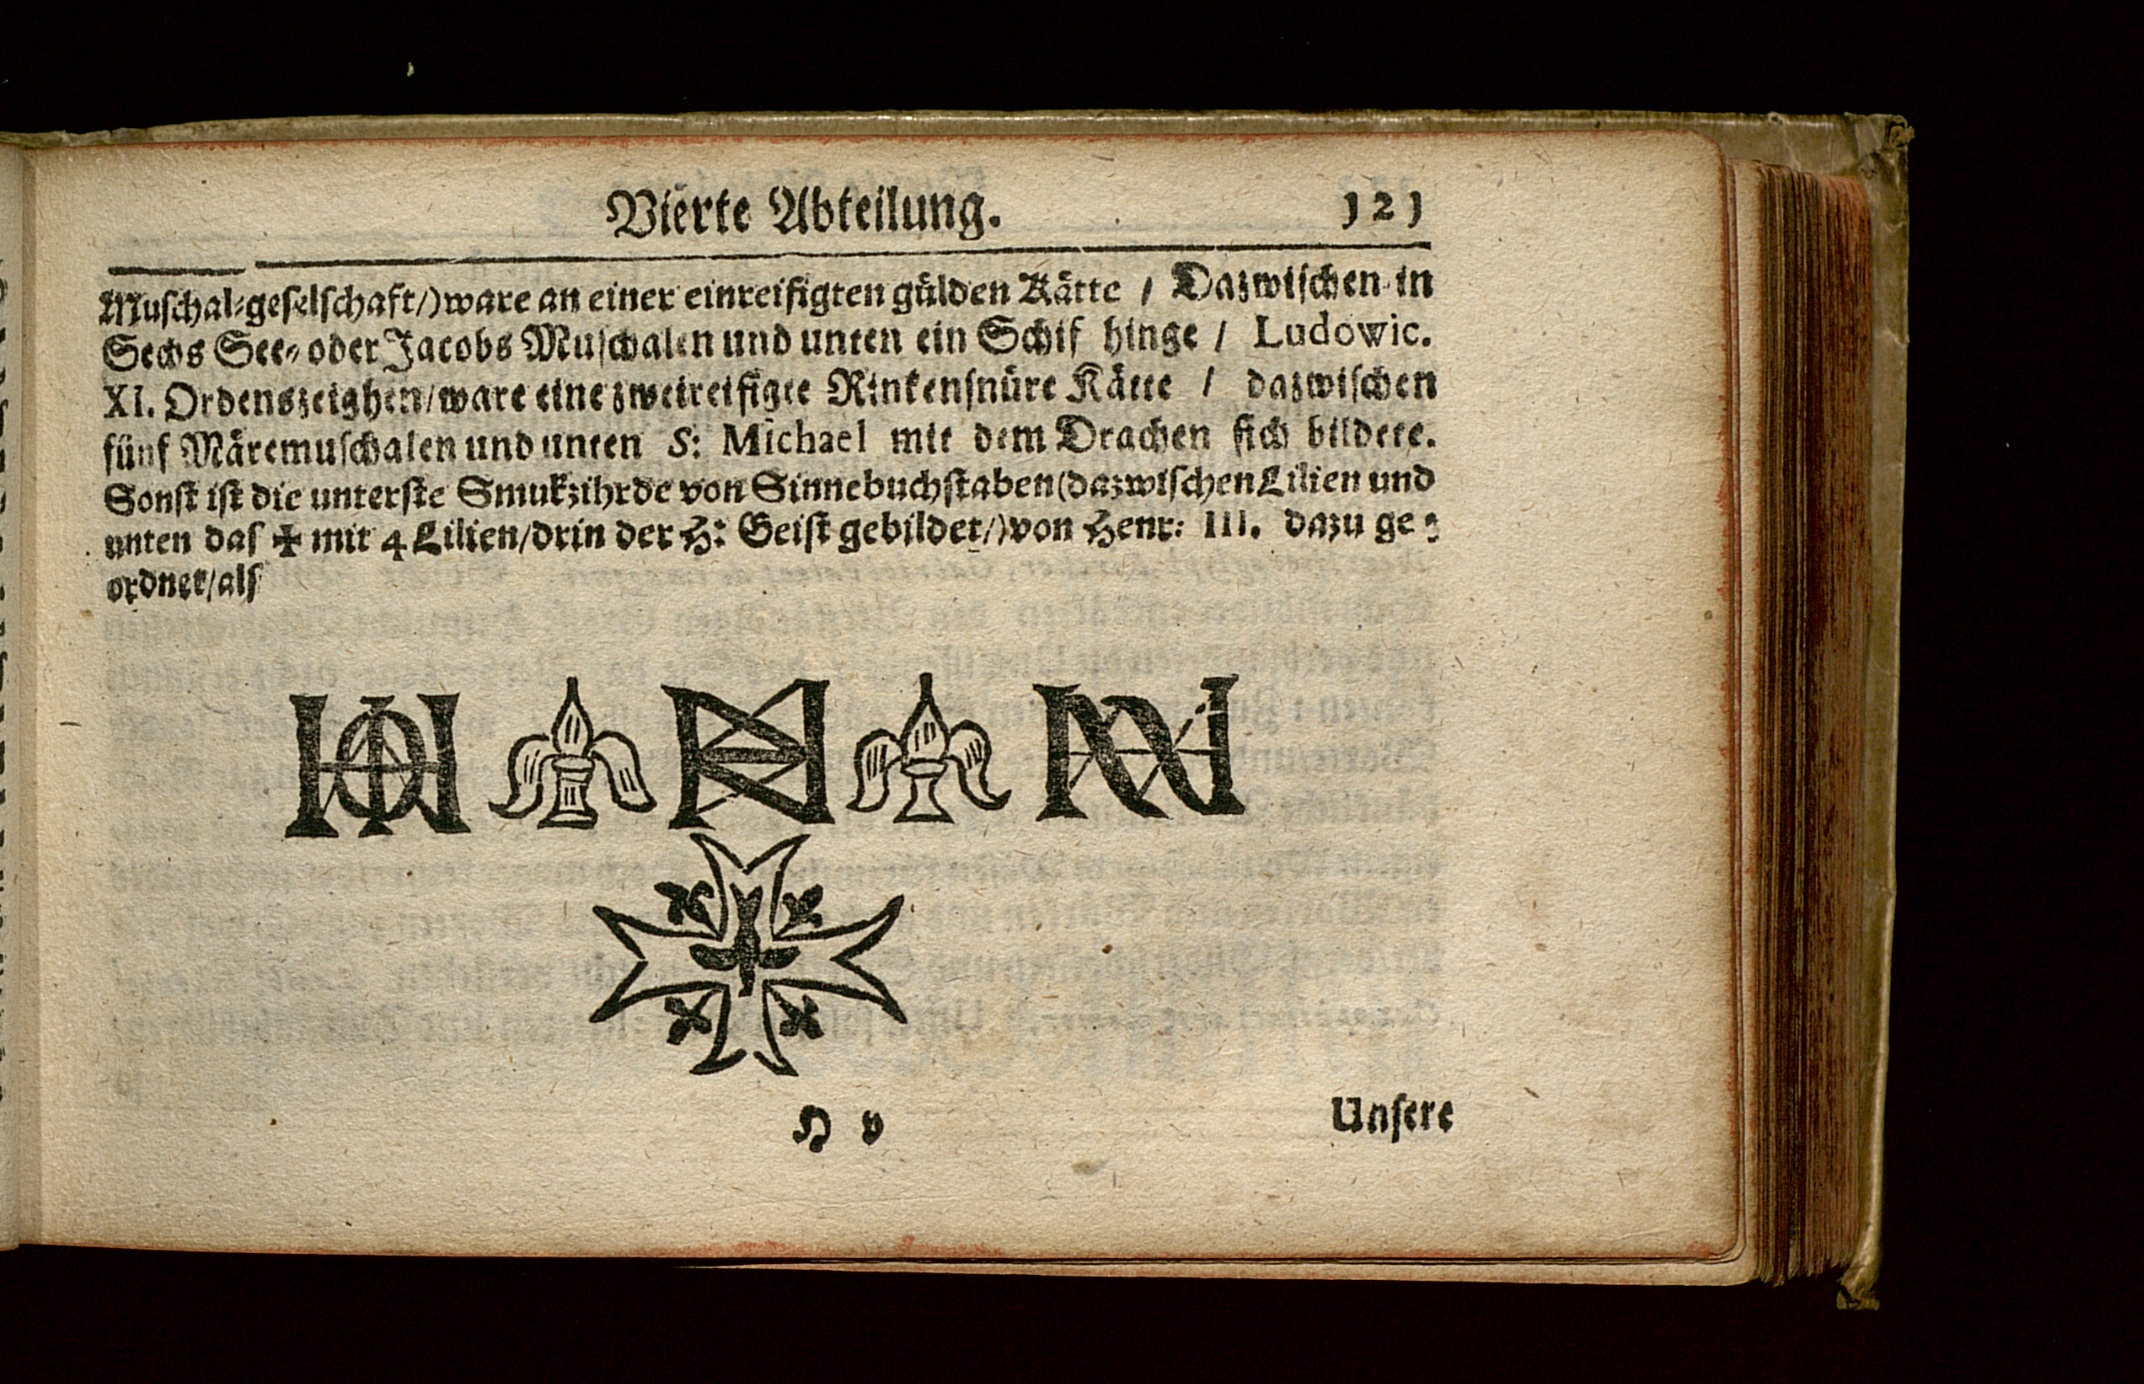 Vierte Abteilung. 121
Muschal-geselschaft/) ware an einer einreifigten gülden Kätte / Dazwischen in
Sechs See- oder Jacobs Muschalen und unten ein Schif hinge / Ludowic.
XI. Ordenszeighen/ ware eine zweireifigte Rinkensnüre Kätte / dazwischen
fünf Märemuschalen und unten S: Michael mit dem Drachen sich bildete.
Sonst ist die unterste Smukzihrde von Sinnebuchstaben (dazwischen Lilien und
unten das ✠ mit 4 Lilien/ drin der H: Geist gebildet/) von Henr: III. dazu ge-
ordnet/ als
Unsere